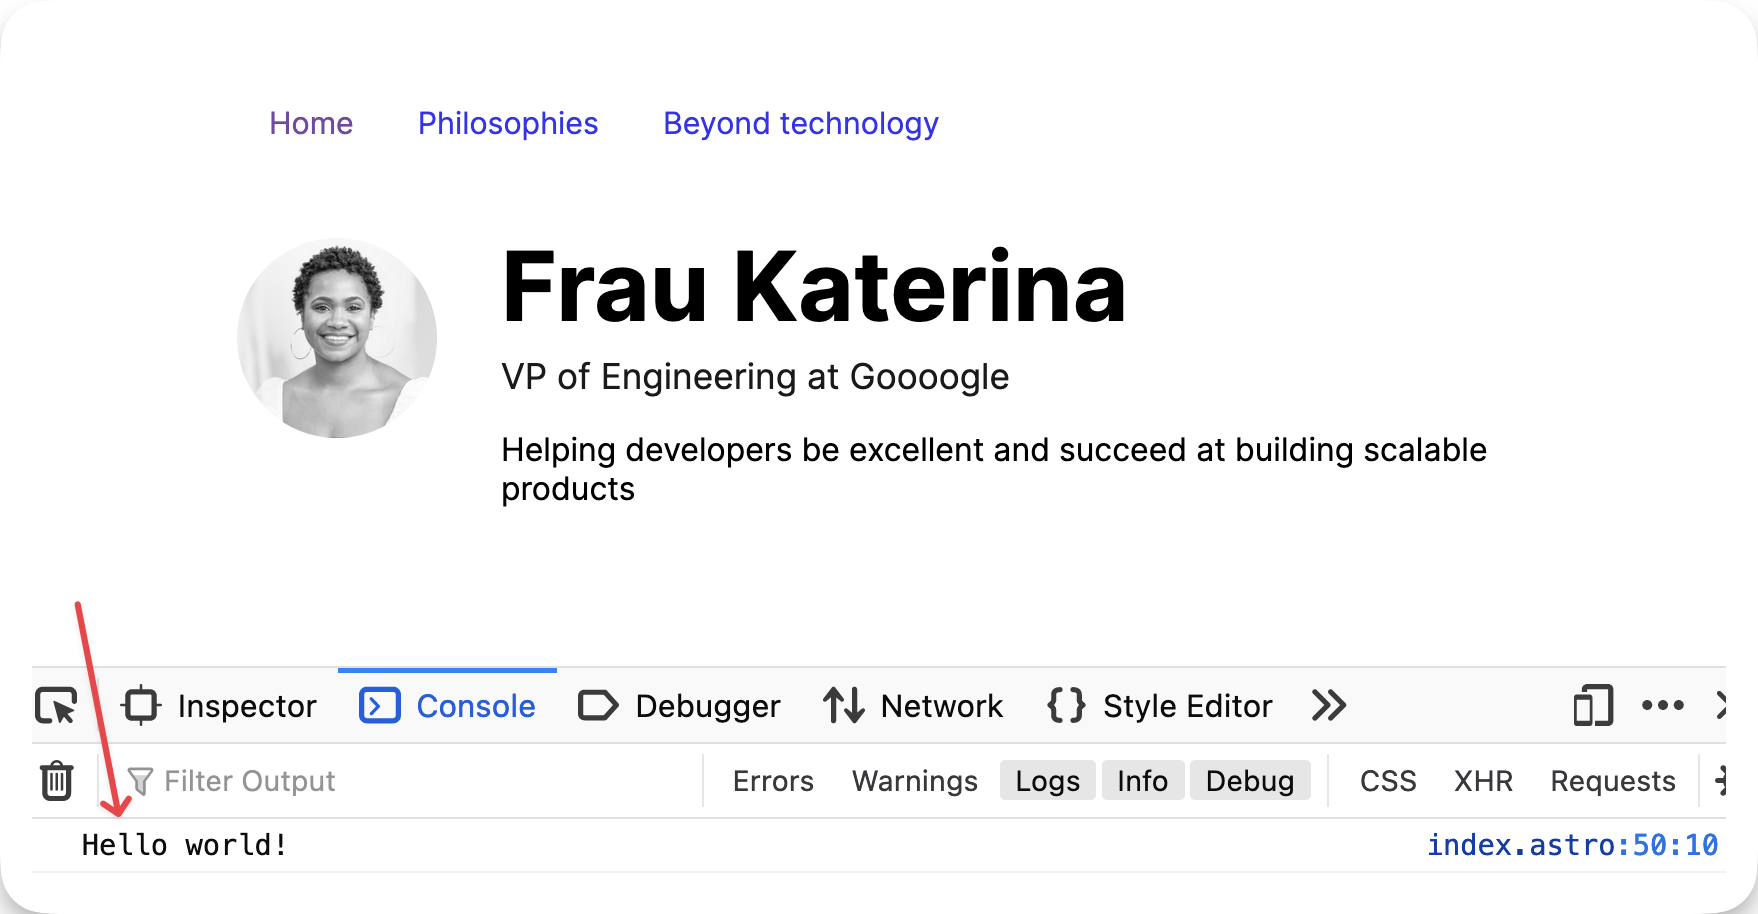 Home Philosophies Beyond technology
Frau Katerina
VP of Engineering at Goooogle
Helping developers be excellent and succeed at building scalable
products
Inspector Console Debugger Network Style Editor
Filter Output Errors Warnings Logs Info Debug CSS XHR Requests
Hello world! index.astro:50:10